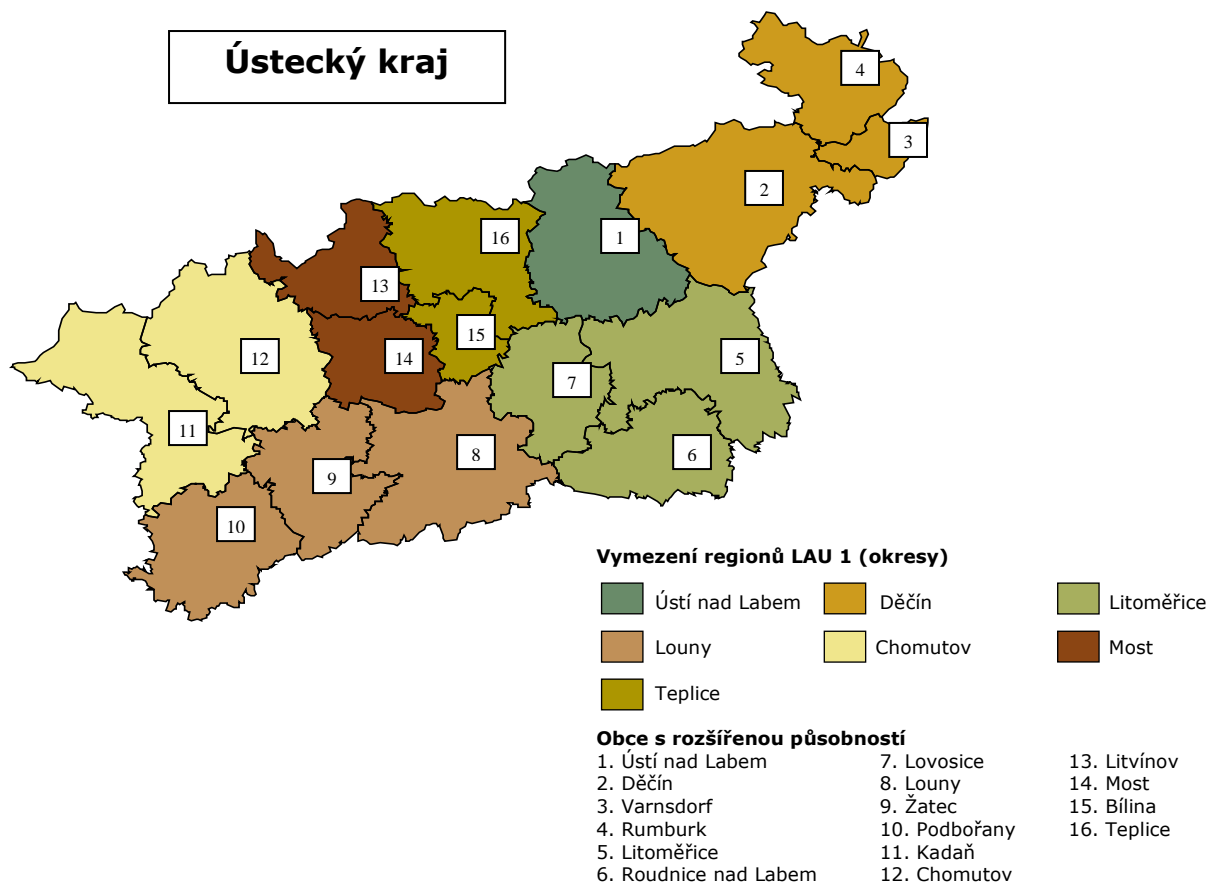 Ústecký kraj
4
3
2
16
1
13
15
12
14
5
7
11
6
8
9
10
Vymezení regionů LAU 1 (okresy)
Ústí nad Labem
Děčín
Litoměřice
Louny
Chomutov
Most
Teplice
Obce s rozšířenou působností
1. Ústí nad Labem
2. Děčín
3. Varnsdorf
4. Rumburk
5. Litoměřice
6. Roudnice nad Labem
7. Lovosice
8. Louny
9. Žatec
10. Podbořany
11. Kadaň
12. Chomutov
13. Litvínov
14. Most
15. Bílina
16. Teplice